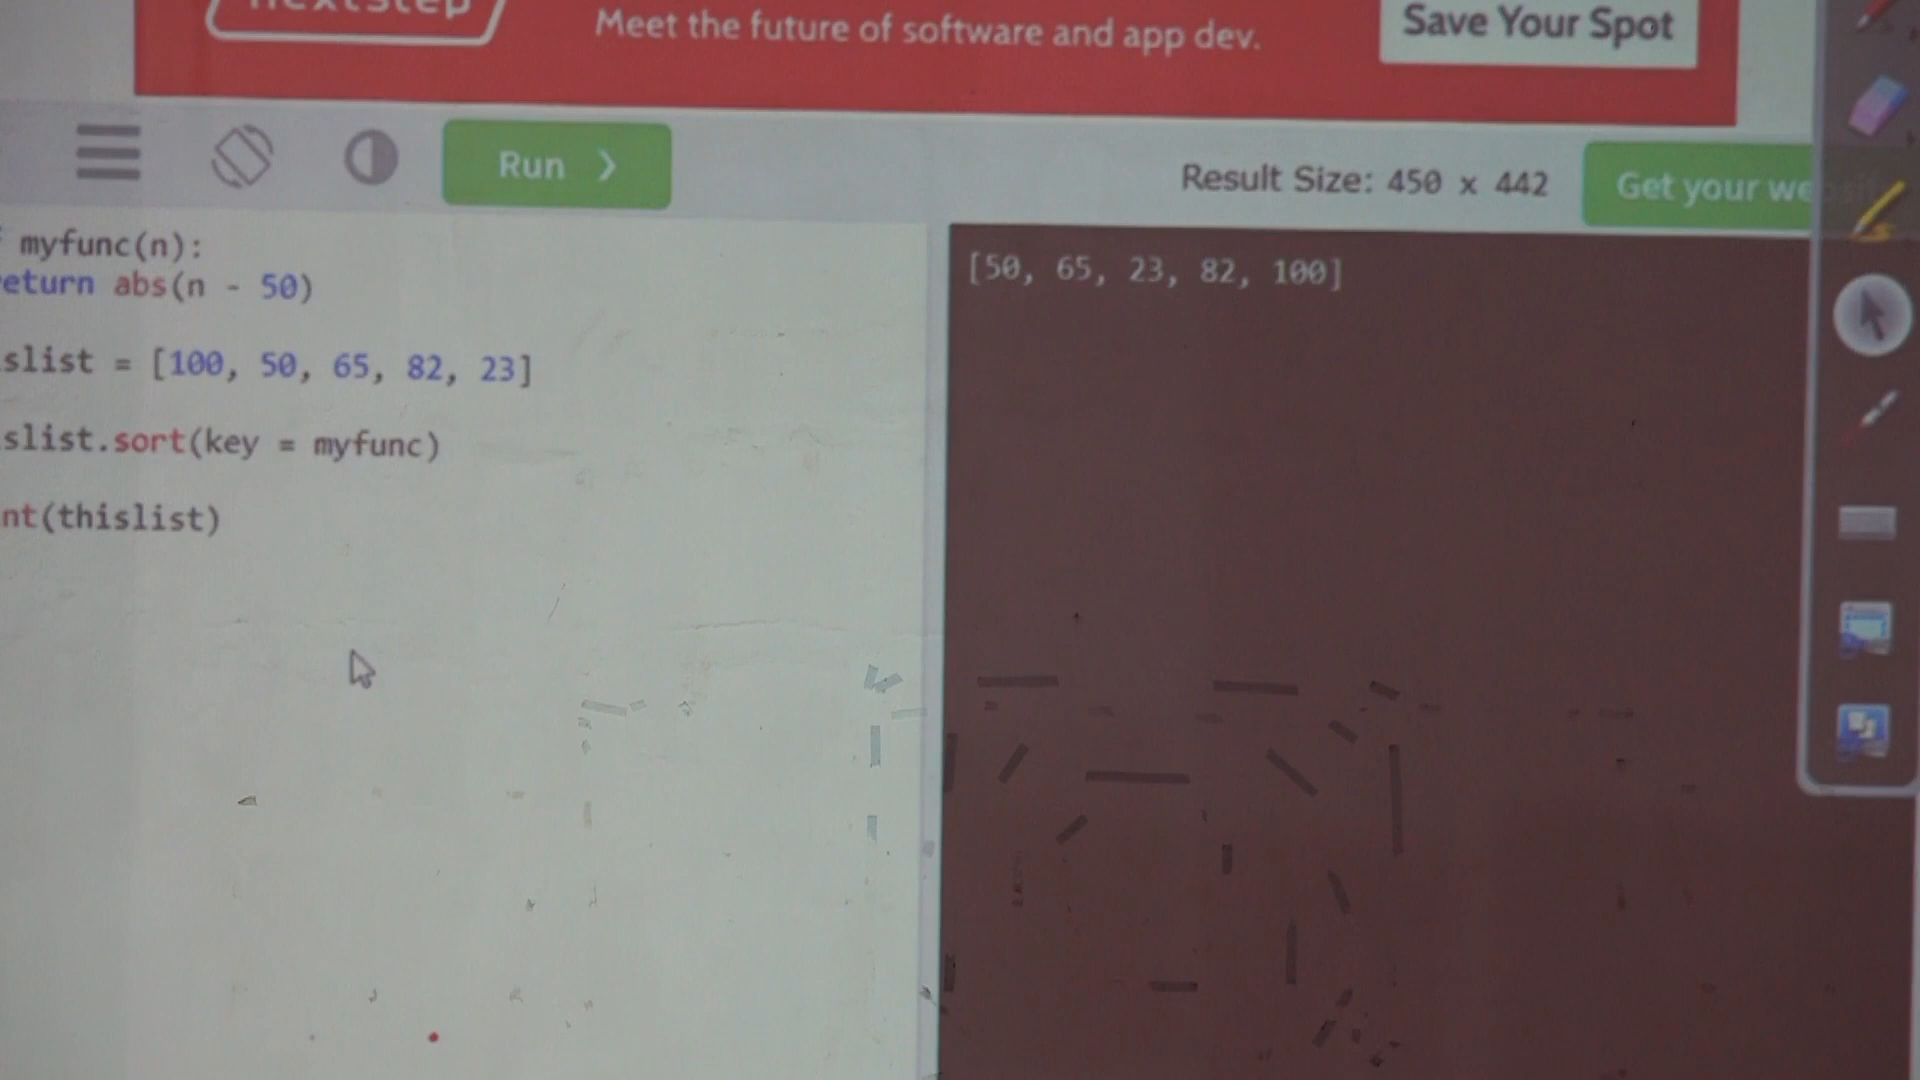 nextstep
Meet the future of software and app dev.
Save Your Spot
Run ❯
Result Size: 450 x 442
Get your we
myfunc(n):
eturn abs(n - 50)
slist = [100, 50, 65, 82, 23]
slist.sort(key = myfunc)
nt(thislist)
[50, 65, 23, 82, 100]